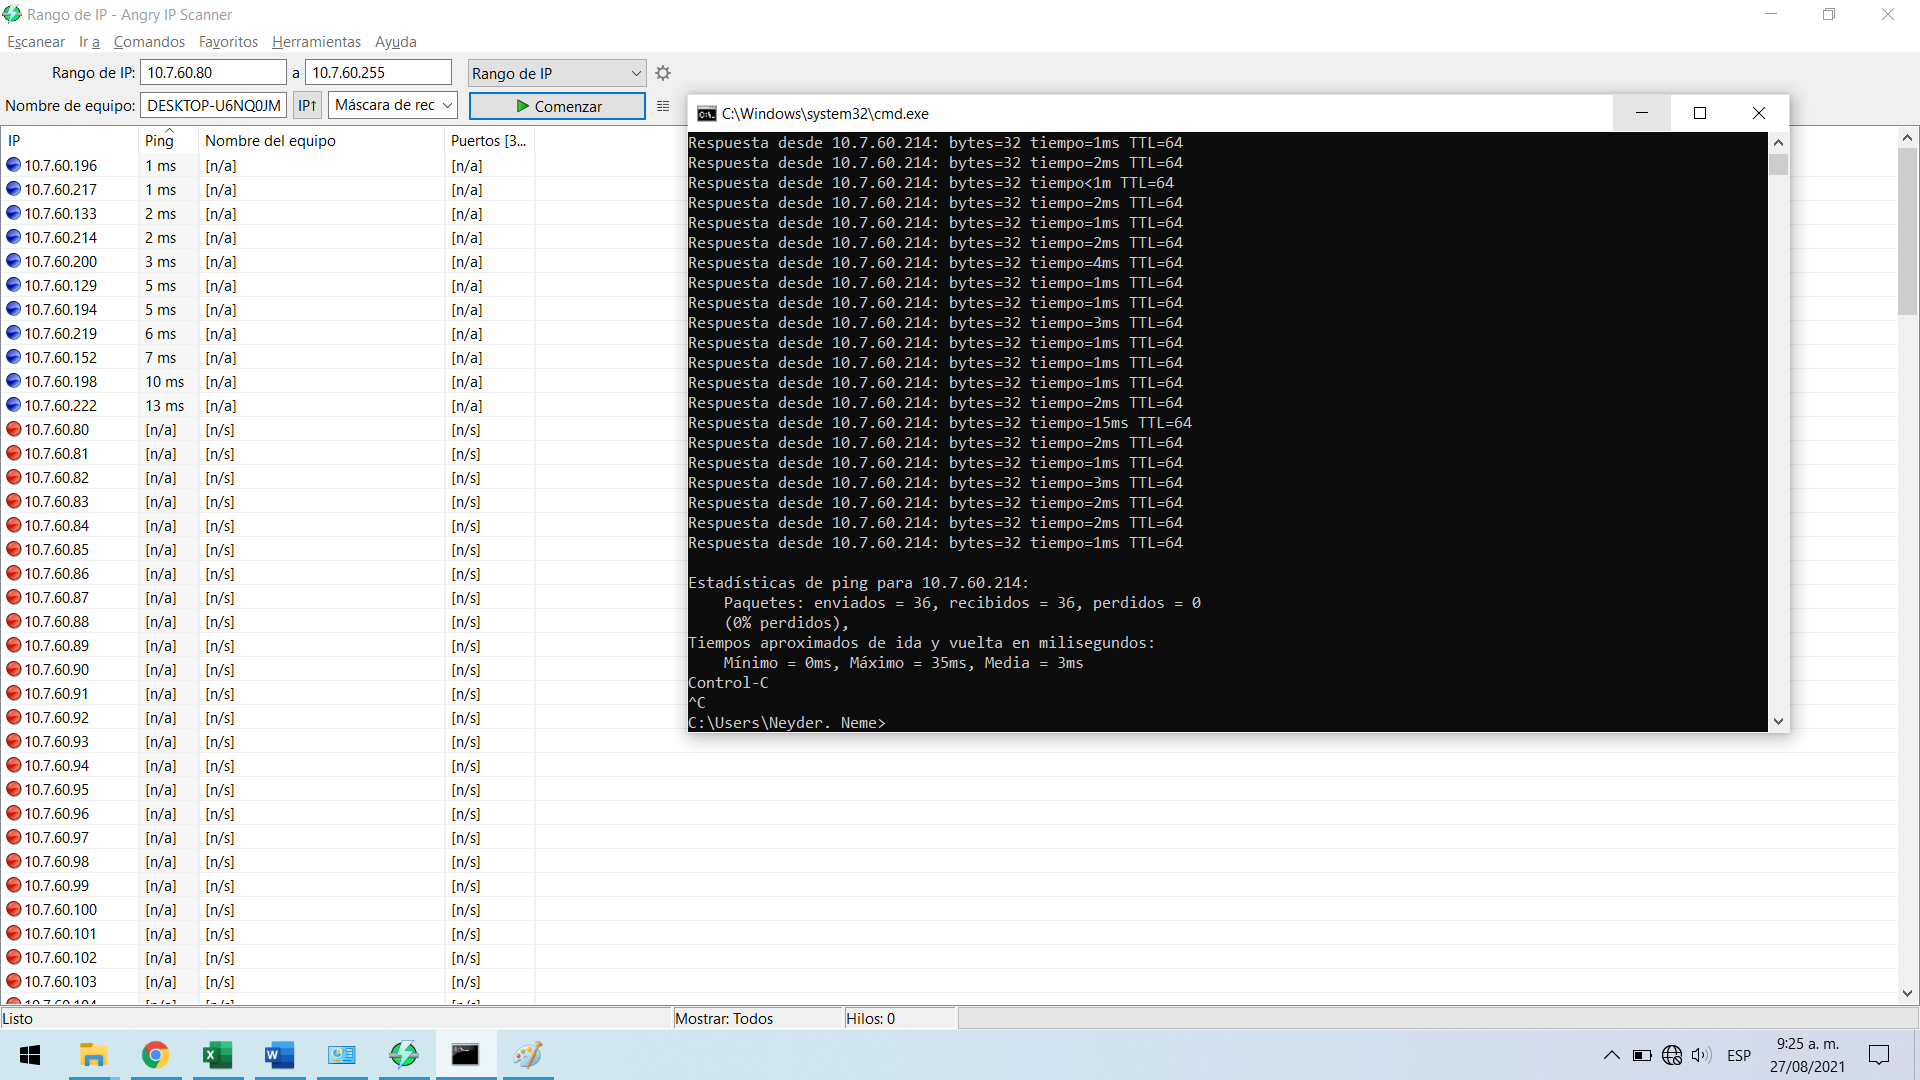 Rango de IP - Angry IP Scanner
Escanear Ir a Comandos Favoritos Herramientas Ayuda
Rango de IP: 10.7.60.80 a 10.7.60.255 Rango de IP
Nombre de equipo: DESKTOP-U6NQ0JM IP↑ Máscara de rec Comenzar
IP Ping Nombre del equipo Puertos [3...
10.7.60.196 1 ms [n/a] [n/a]
10.7.60.217 1 ms [n/a] [n/a]
10.7.60.133 2 ms [n/a] [n/a]
10.7.60.214 2 ms [n/a] [n/a]
10.7.60.200 3 ms [n/a] [n/a]
10.7.60.129 5 ms [n/a] [n/a]
10.7.60.194 5 ms [n/a] [n/a]
10.7.60.219 6 ms [n/a] [n/a]
10.7.60.152 7 ms [n/a] [n/a]
10.7.60.198 10 ms [n/a] [n/a]
10.7.60.222 13 ms [n/a] [n/a]
10.7.60.80 [n/a] [n/s] [n/s]
10.7.60.81 [n/a] [n/s] [n/s]
10.7.60.82 [n/a] [n/s] [n/s]
10.7.60.83 [n/a] [n/s] [n/s]
10.7.60.84 [n/a] [n/s] [n/s]
10.7.60.85 [n/a] [n/s] [n/s]
10.7.60.86 [n/a] [n/s] [n/s]
10.7.60.87 [n/a] [n/s] [n/s]
10.7.60.88 [n/a] [n/s] [n/s]
10.7.60.89 [n/a] [n/s] [n/s]
10.7.60.90 [n/a] [n/s] [n/s]
10.7.60.91 [n/a] [n/s] [n/s]
10.7.60.92 [n/a] [n/s] [n/s]
10.7.60.93 [n/a] [n/s] [n/s]
10.7.60.94 [n/a] [n/s] [n/s]
10.7.60.95 [n/a] [n/s] [n/s]
10.7.60.96 [n/a] [n/s] [n/s]
10.7.60.97 [n/a] [n/s] [n/s]
10.7.60.98 [n/a] [n/s] [n/s]
10.7.60.99 [n/a] [n/s] [n/s]
10.7.60.100 [n/a] [n/s] [n/s]
10.7.60.101 [n/a] [n/s] [n/s]
10.7.60.102 [n/a] [n/s] [n/s]
10.7.60.103 [n/a] [n/s] [n/s]
C:\Windows\system32\cmd.exe
Respuesta desde 10.7.60.214: bytes=32 tiempo=1ms TTL=64
Respuesta desde 10.7.60.214: bytes=32 tiempo=2ms TTL=64
Respuesta desde 10.7.60.214: bytes=32 tiempo<1m TTL=64
Respuesta desde 10.7.60.214: bytes=32 tiempo=2ms TTL=64
Respuesta desde 10.7.60.214: bytes=32 tiempo=1ms TTL=64
Respuesta desde 10.7.60.214: bytes=32 tiempo=2ms TTL=64
Respuesta desde 10.7.60.214: bytes=32 tiempo=4ms TTL=64
Respuesta desde 10.7.60.214: bytes=32 tiempo=1ms TTL=64
Respuesta desde 10.7.60.214: bytes=32 tiempo=1ms TTL=64
Respuesta desde 10.7.60.214: bytes=32 tiempo=3ms TTL=64
Respuesta desde 10.7.60.214: bytes=32 tiempo=1ms TTL=64
Respuesta desde 10.7.60.214: bytes=32 tiempo=1ms TTL=64
Respuesta desde 10.7.60.214: bytes=32 tiempo=1ms TTL=64
Respuesta desde 10.7.60.214: bytes=32 tiempo=2ms TTL=64
Respuesta desde 10.7.60.214: bytes=32 tiempo=15ms TTL=64
Respuesta desde 10.7.60.214: bytes=32 tiempo=2ms TTL=64
Respuesta desde 10.7.60.214: bytes=32 tiempo=1ms TTL=64
Respuesta desde 10.7.60.214: bytes=32 tiempo=3ms TTL=64
Respuesta desde 10.7.60.214: bytes=32 tiempo=2ms TTL=64
Respuesta desde 10.7.60.214: bytes=32 tiempo=2ms TTL=64
Respuesta desde 10.7.60.214: bytes=32 tiempo=1ms TTL=64
Estadísticas de ping para 10.7.60.214:
Paquetes: enviados = 36, recibidos = 36, perdidos = 0
(0% perdidos),
Tiempos aproximados de ida y vuelta en milisegundos:
Mínimo = 0ms, Máximo = 35ms, Media = 3ms
Control-C
^C
C:\Users\Neyder. Neme>
Listo Mostrar: Todos Hilos: 0
ESP 9:25 a. m.
27/08/2021